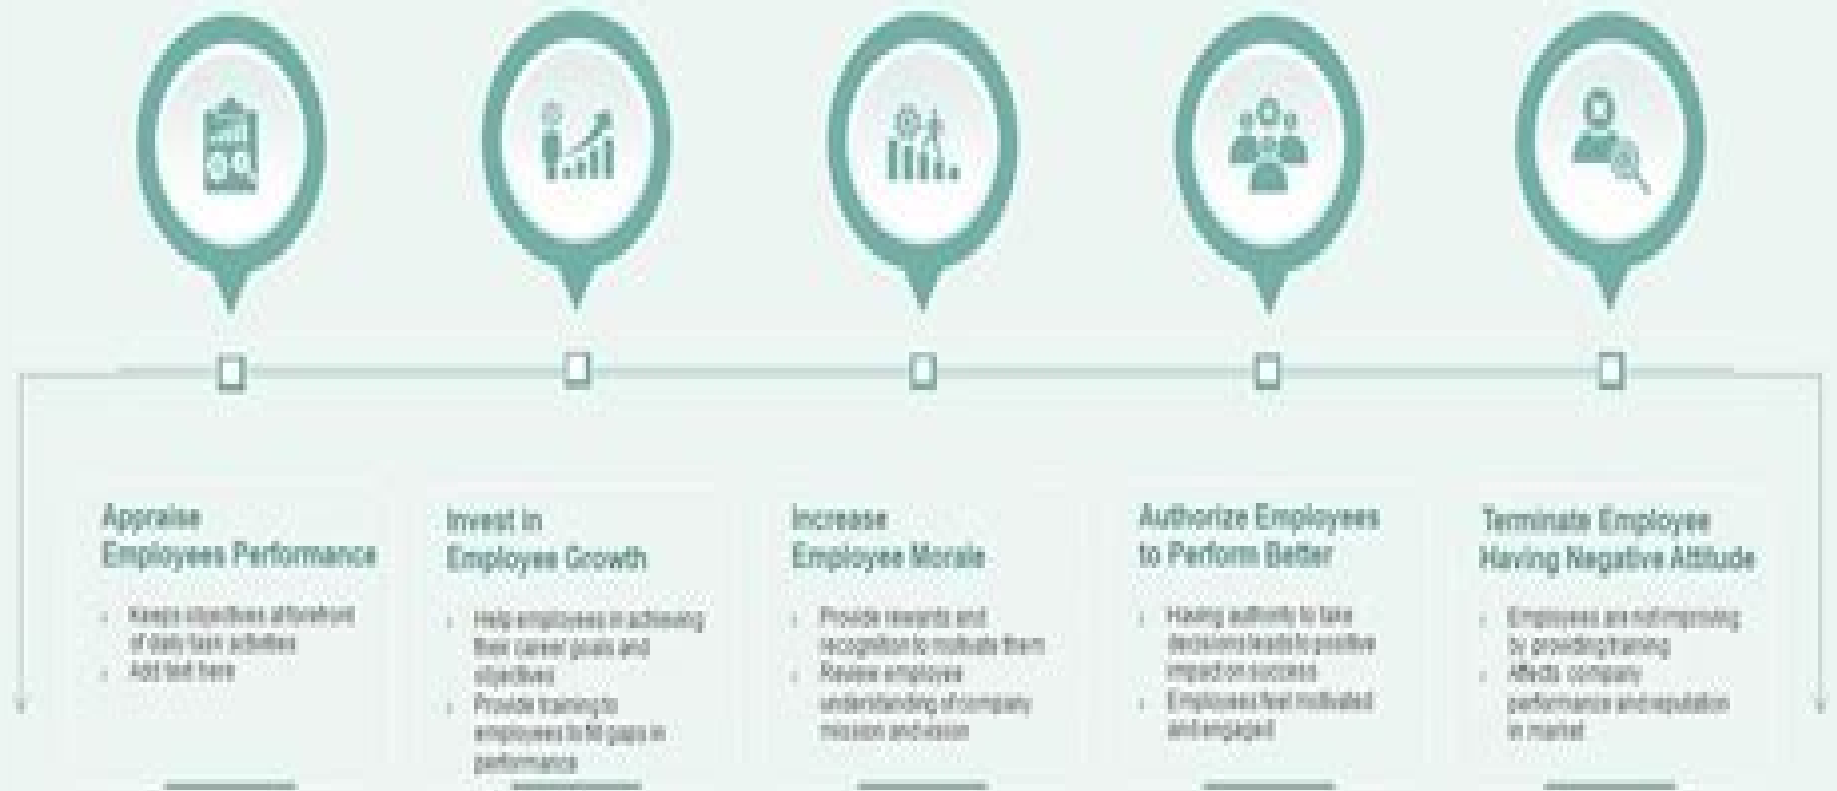 Appraise
Employees Performance
Keeps objectives at forefront
of daily task activities
Add text here
Invest in
Employee Growth
Help employees in achieving
their career goals and
objectives
Provide training to
employees to fill gaps in
performance
Increase
Employee Morale
Provide rewards and
recognition to motivate them
Review employee
understanding of company
mission and vision
Authorize Employees
to Perform Better
Having authority to take
decisions leads to positive
impact on success
Employees feel motivated
and engaged
Terminate Employee
Having Negative Attitude
Employees are not improving
by providing training
Affects company
performance and reputation
in market